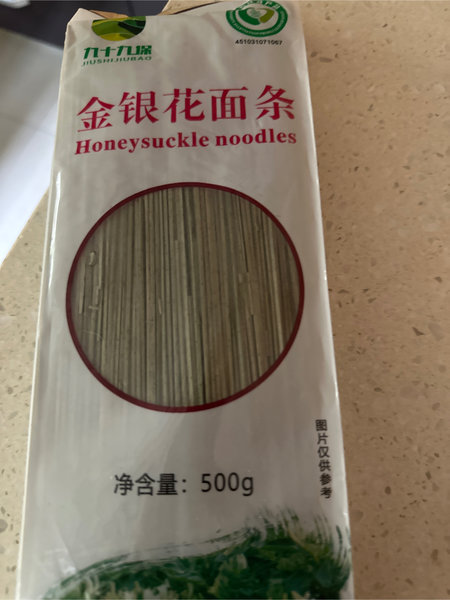 九十九堡
JIUSHIJIUBAO
451031071067
金银花面条
Honeysuckle noodles
图片仅供参考
净含量：500g